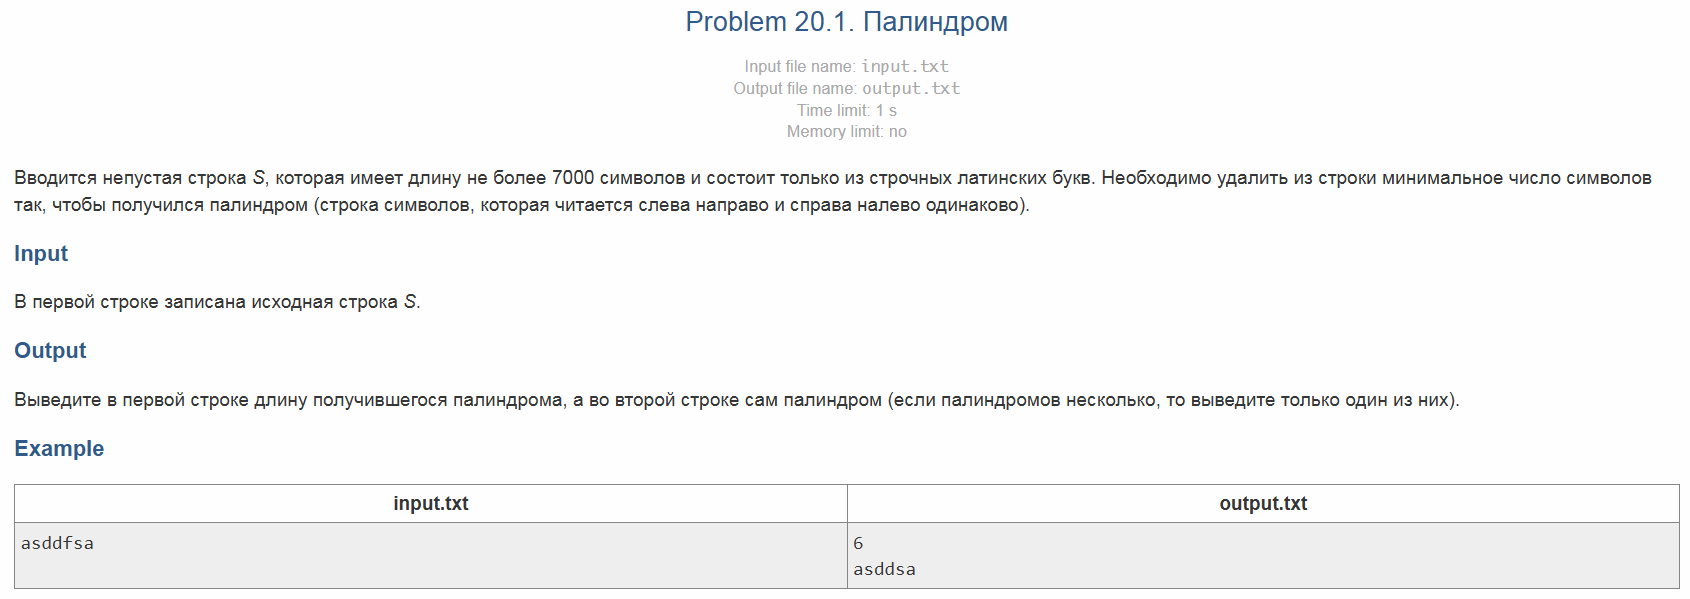 Problem 20.1. Палиндром
Input file name: input.txt
Output file name: output.txt
Time limit: 1 s
Memory limit: no
Вводится непустая строка S, которая имеет длину не более 7000 символов и состоит только из строчных латинских букв. Необходимо удалить из строки минимальное число символов
так, чтобы получился палиндром (строка символов, которая читается слева направо и справа налево одинаково).
Input
В первой строке записана исходная строка S.
Output
Выведите в первой строке длину получившегося палиндрома, а во второй строке сам палиндром (если палиндромов несколько, то выведите только один из них).
Example
input.txt output.txt
asddfsa 6
asddsa